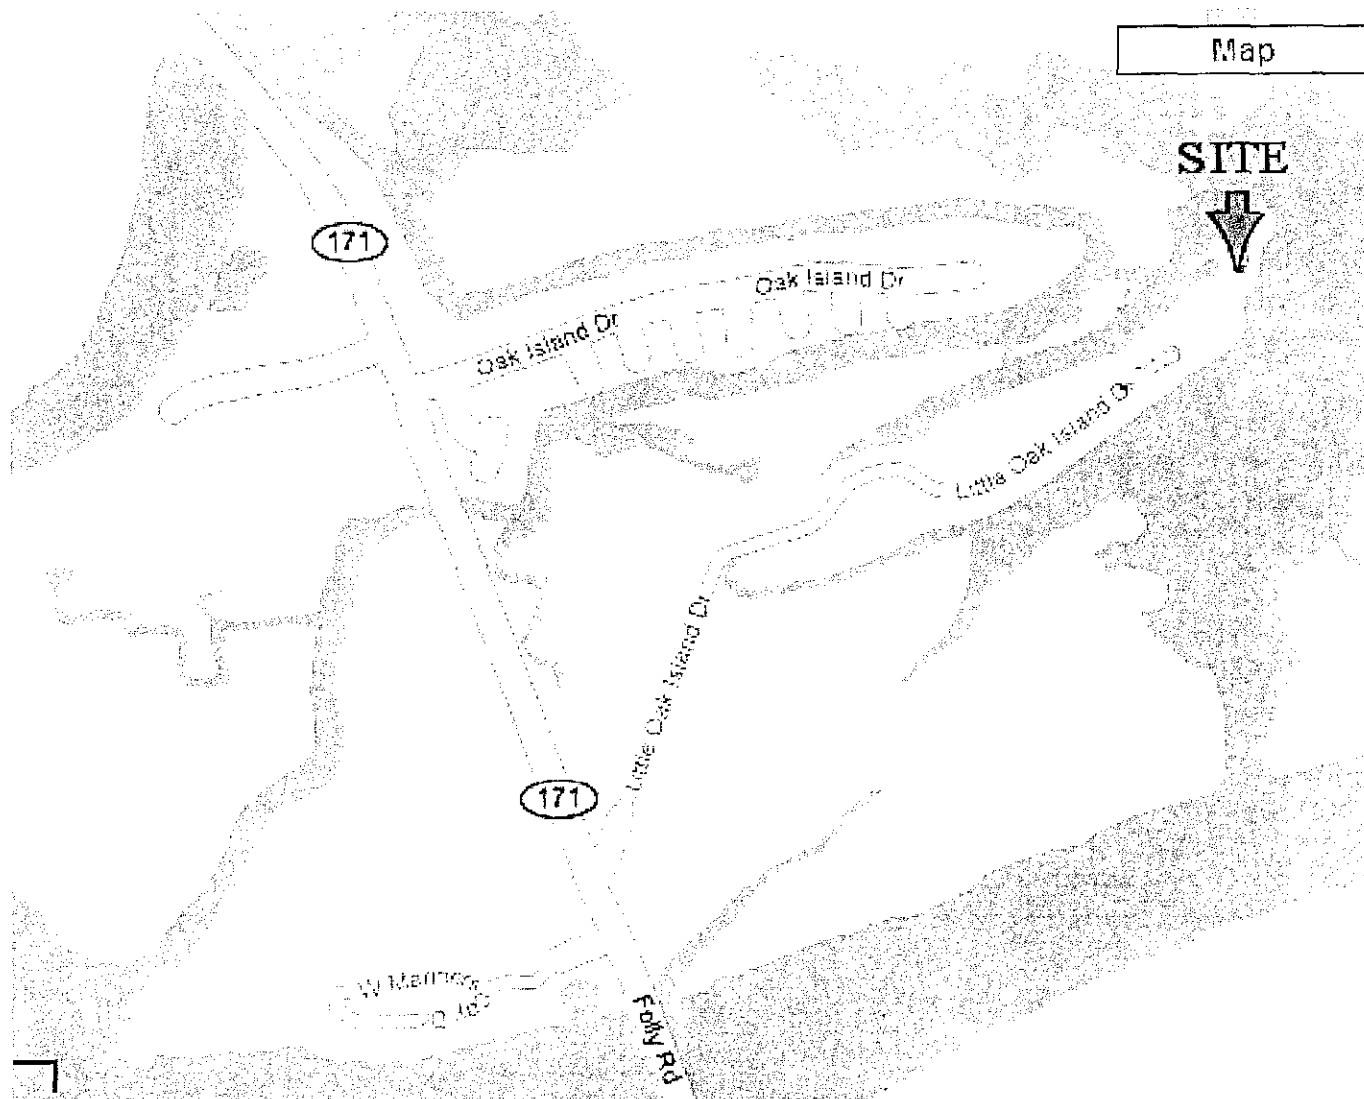 Map
SITE
171
Oak Island Dr
Oak Island Dr
Little Oak Island Dr
Little Oak Island Dr
171
W Mariners
Folly Rd